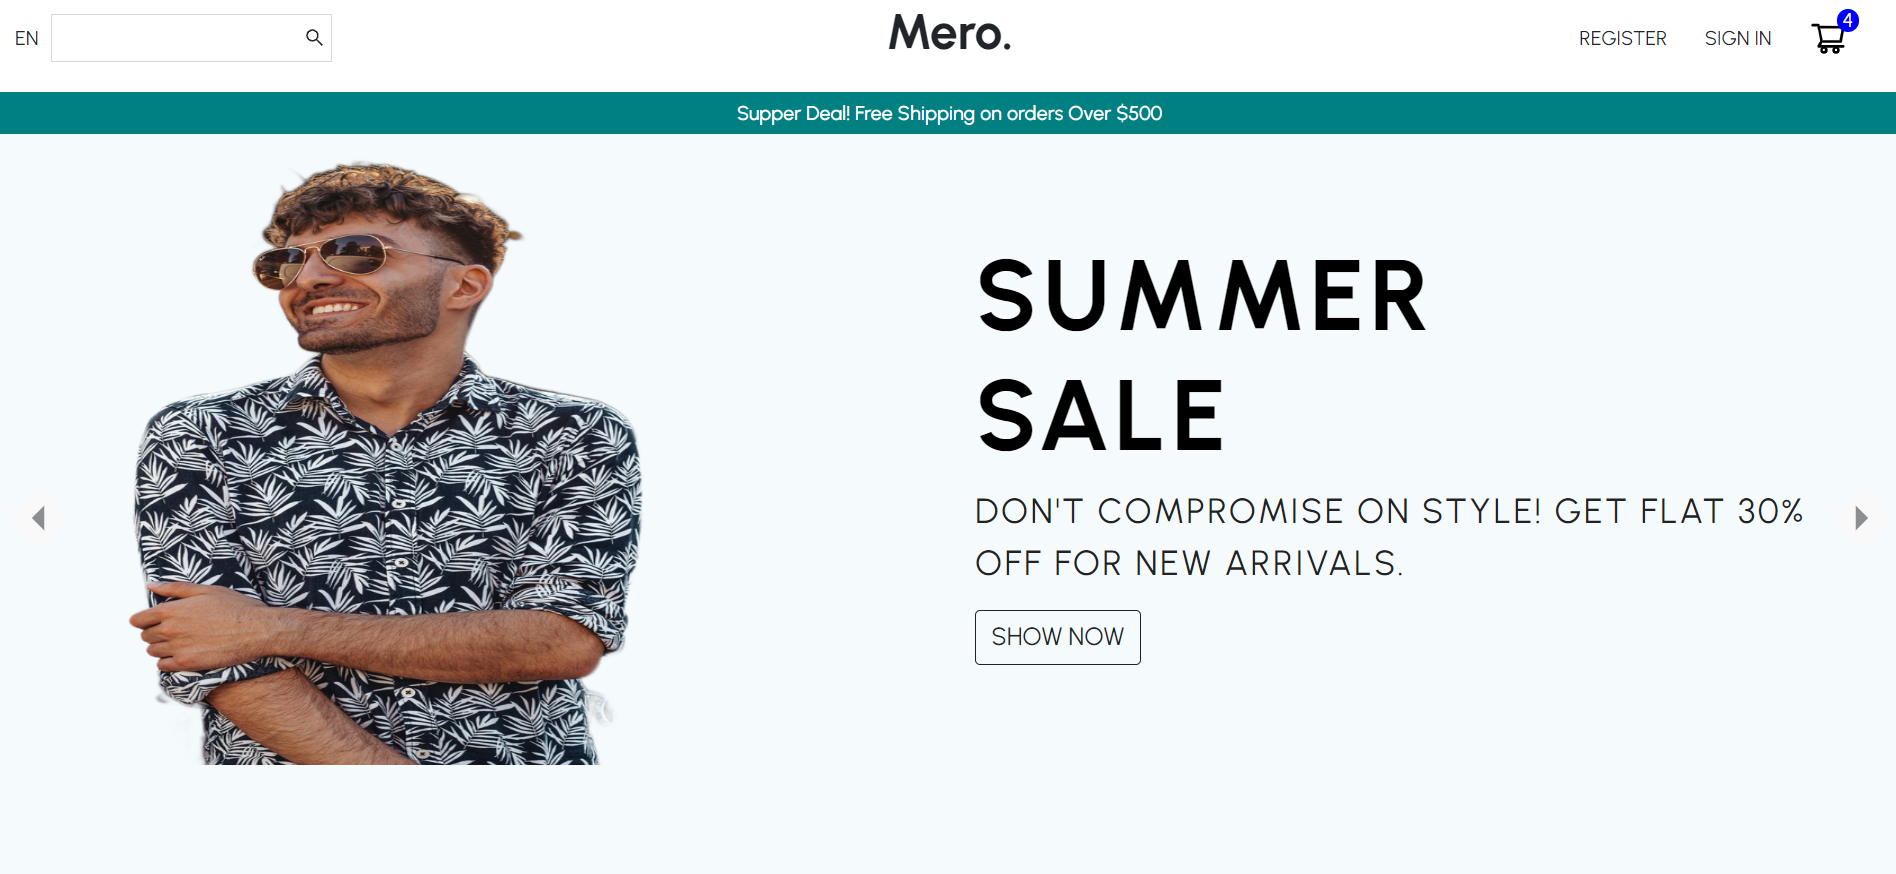 EN
Mero.
REGISTER
SIGN IN
4
Supper Deal! Free Shipping on orders Over $500
SUMMER
SALE
DON'T COMPROMISE ON STYLE! GET FLAT 30%
OFF FOR NEW ARRIVALS.
SHOW NOW